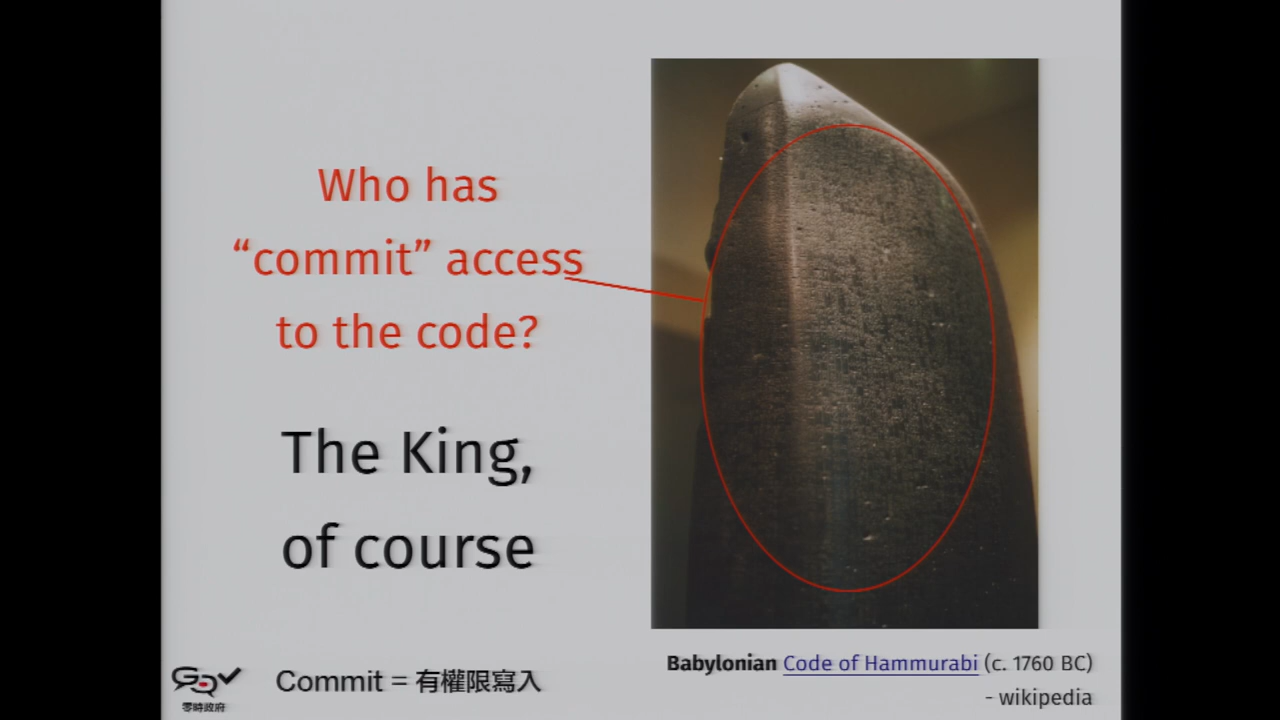 Who has
“commit” access
to the code?
The King,
of course
Babylonian Code of Hammurabi (c. 1760 BC)
- wikipedia
Commit = 有權限寫入
零時政府